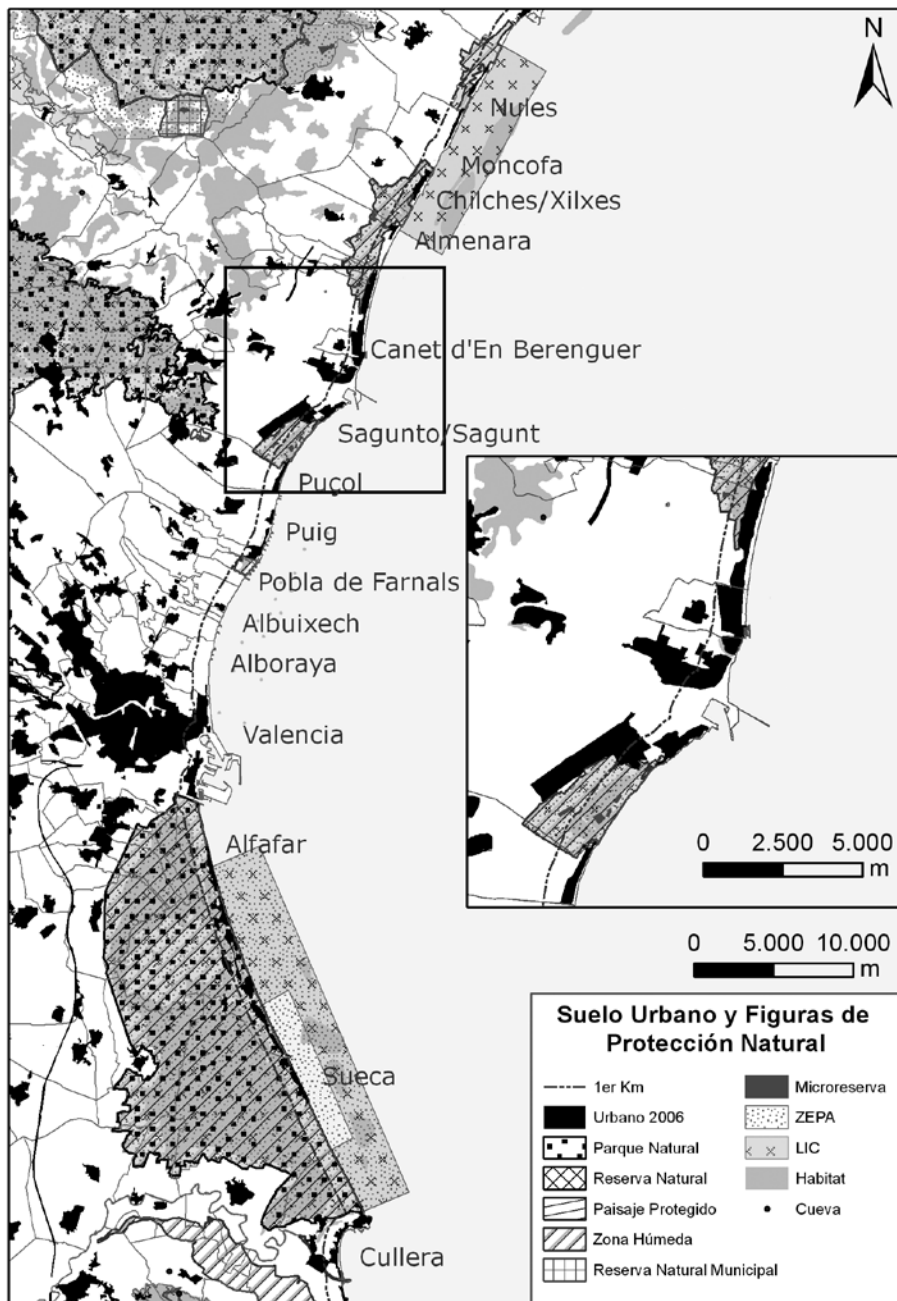 N
Nules
Moncofa
Chilches/Xilxes
Almenara
Canet d'En Berenguer
Sagunto/Sagunt
Puçol
Puig
Pobla de Farnals
Albuixech
Alboraya
Valencia
Alfafar
Sueca
Cullera
0 2.500 5.000
m
0 5.000 10.000
m
Suelo Urbano y Figuras de
Protección Natural
1er Km
Urbano 2006
Parque Natural
Reserva Natural
Paisaje Protegido
Zona Húmeda
Reserva Natural Municipal
Microreserva
ZEPA
LIC
Habitat
Cueva